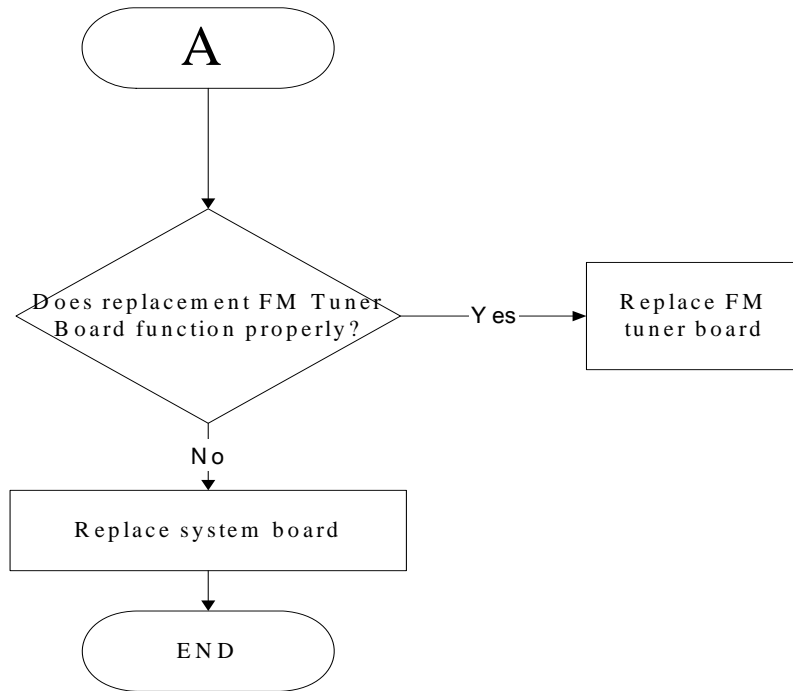 A
Does replacement FM Tuner
Board function properly?
Yes
Replace FM
tuner board
No
Replace system board
END